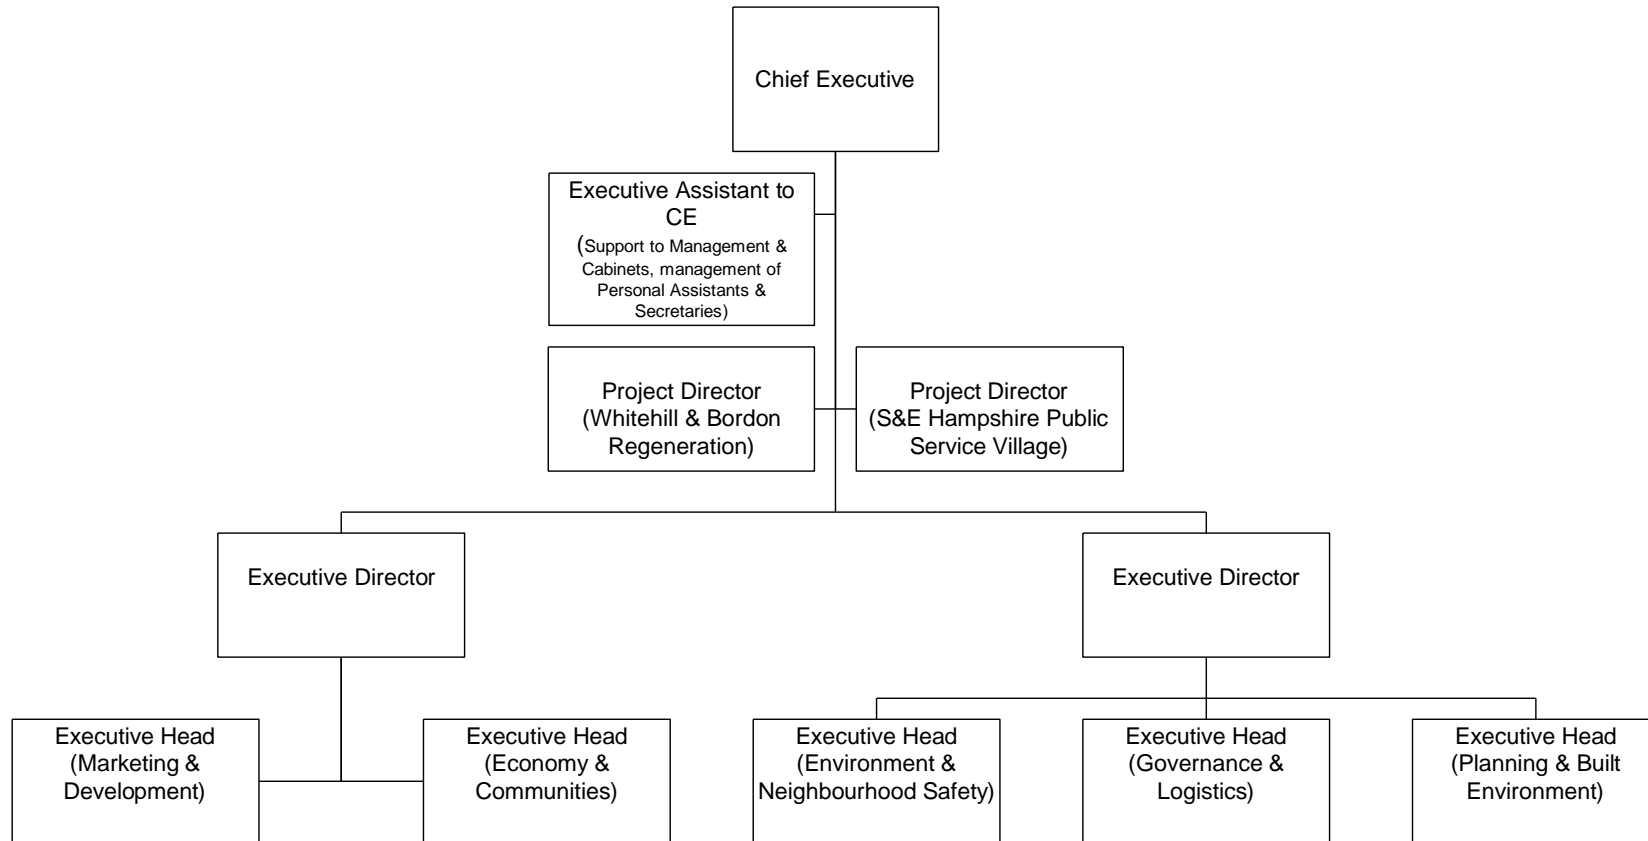 Chief Executive
Executive Assistant to
CE
(Support to Management &
Cabinets, management of
Personal Assistants &
Secretaries)
Project Director
(Whitehill & Bordon
Regeneration)
Project Director
(S&E Hampshire Public
Service Village)
Executive Director
Executive Director
Executive Head
(Marketing &
Development)
Executive Head
(Economy &
Communities)
Executive Head
(Environment &
Neighbourhood Safety)
Executive Head
(Governance &
Logistics)
Executive Head
(Planning & Built
Environment)